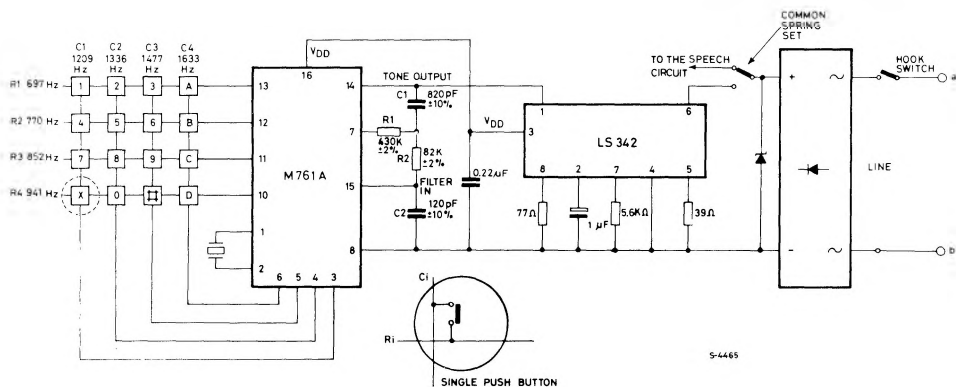 C1 C2 C3 C4
1209 1336 1477 1633
Hz Hz Hz Hz
R1 697 Hz 1 2 3 A
R2 770 Hz 4 5 6 B
R3 852 Hz 7 8 9 C
R4 941 Hz X 0 D
VDD
16
13
12
11
10
1
2
6 5 4 3
14
7
15
8
M761A
TONE OUTPUT
C1 820pF
±10%
R1
430K
±2%
82K
R2 ±2%
FILTER
IN
C2 120pF
±10%
0.22µF
VDD
1 6
3
LS 342
8 2 7 4 5
77Ω
1 µF
5.6KΩ
39Ω
TO THE SPEECH
CIRCUIT
COMMON
SPRING
SET
+ ~
LINE
- ~
HOOK
SWITCH
a
b
Ci
Ri
SINGLE PUSH BUTTON
S-4465